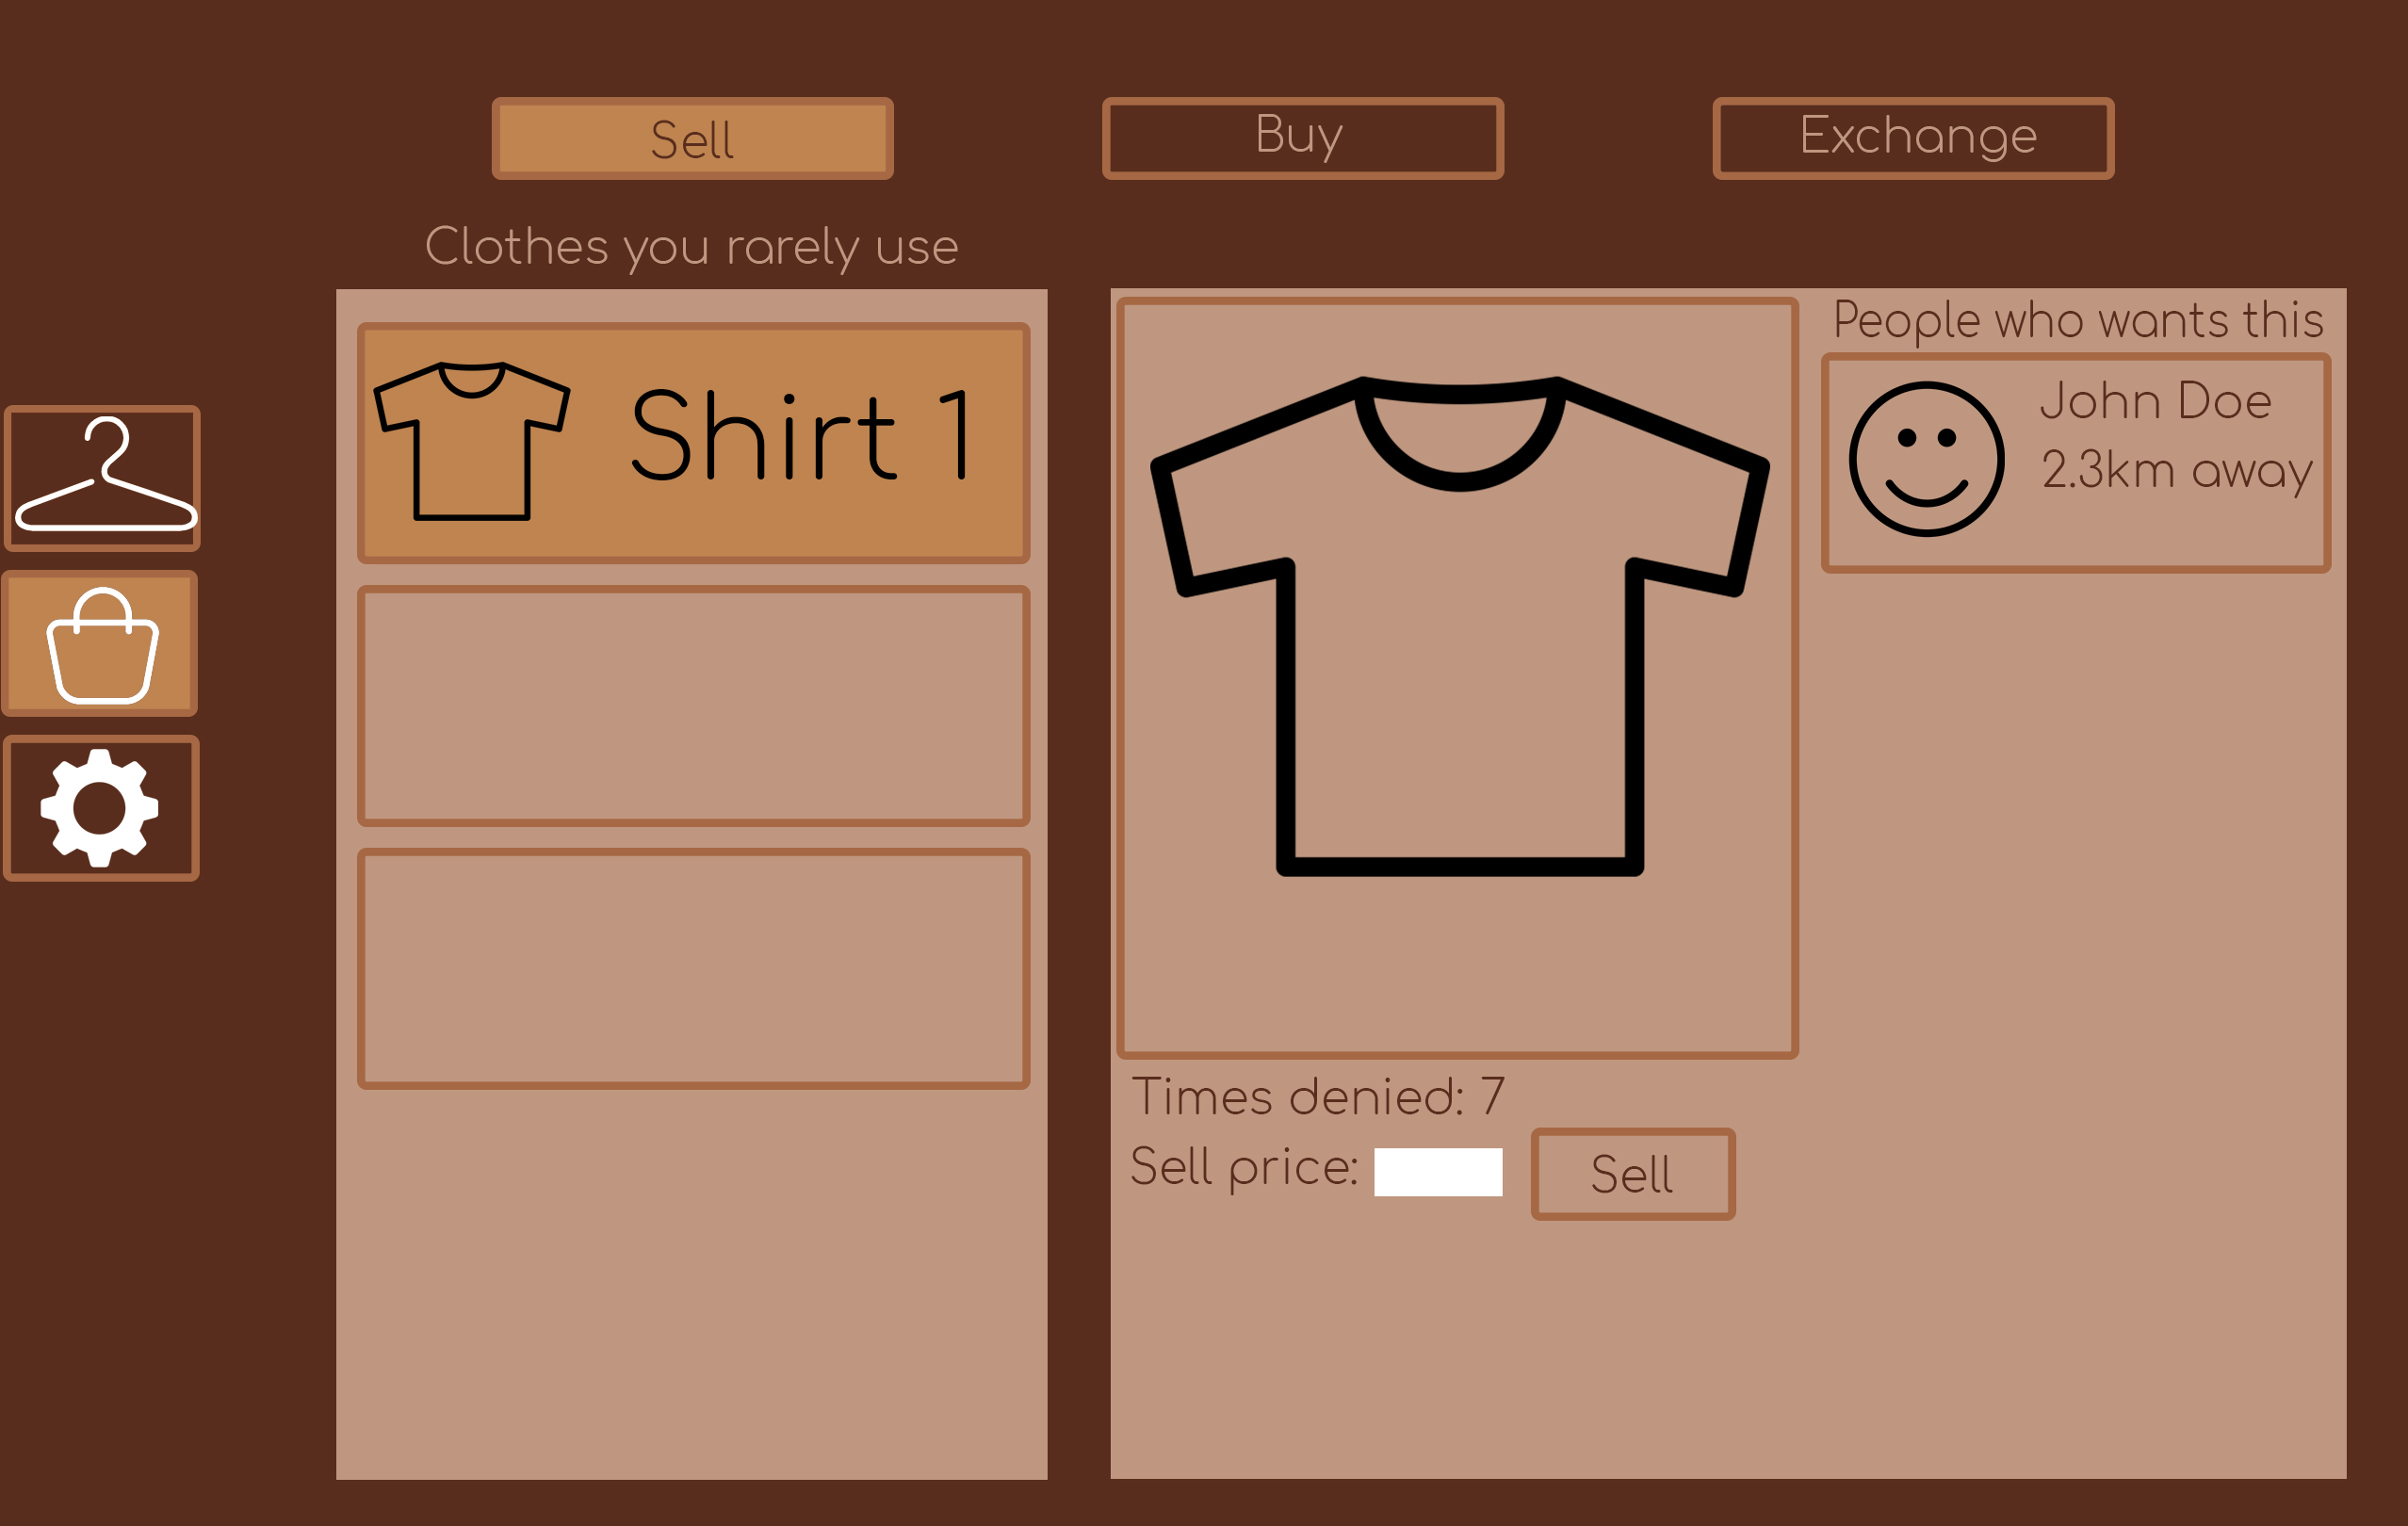 Sell
Buy
Exchange
Clothes you rarely use
Shirt 1
People who wants this
John Doe
2.3km away
Times denied: 7
Sell price:
Sell